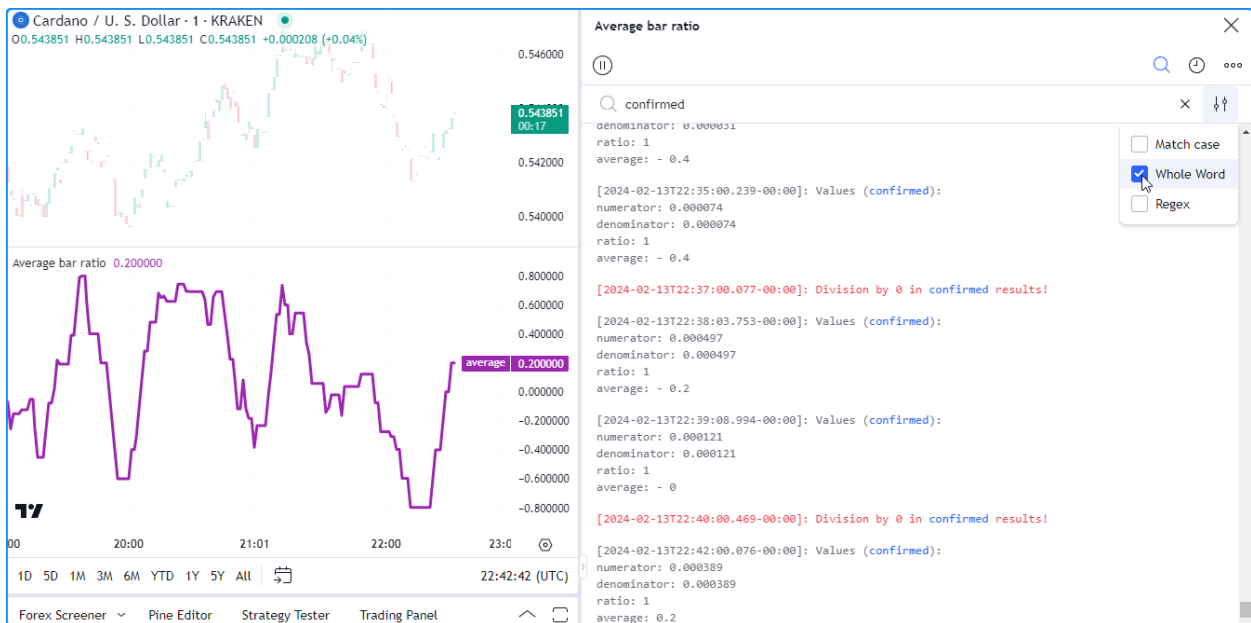 Cardano / U. S. Dollar · 1 · KRAKEN
O0.543851 H0.543851 L0.543851 C0.543851 +0.000208 (+0.04%)
0.546000
0.543851
00:17
0.542000
0.540000
Average bar ratio 0.200000
0.800000
0.600000
0.400000
average 0.200000
0.000000
−0.200000
−0.400000
−0.600000
−0.800000
00 20:00 21:01 22:00 23:0
1D 5D 1M 3M 6M YTD 1Y 5Y All 22:42:42 (UTC)
Forex Screener Pine Editor Strategy Tester Trading Panel
Average bar ratio
confirmed
Match case
Whole Word
Regex
denominator: 0.000031
ratio: 1
average: - 0.4
[2024-02-13T22:35:00.239-00:00]: Values (confirmed):
numerator: 0.000074
denominator: 0.000074
ratio: 1
average: - 0.4
[2024-02-13T22:37:00.077-00:00]: Division by 0 in confirmed results!
[2024-02-13T22:38:03.753-00:00]: Values (confirmed):
numerator: 0.000497
denominator: 0.000497
ratio: 1
average: - 0.2
[2024-02-13T22:39:08.994-00:00]: Values (confirmed):
numerator: 0.000121
denominator: 0.000121
ratio: 1
average: - 0
[2024-02-13T22:40:00.469-00:00]: Division by 0 in confirmed results!
[2024-02-13T22:42:00.076-00:00]: Values (confirmed):
numerator: 0.000389
denominator: 0.000389
ratio: 1
average: 0.2